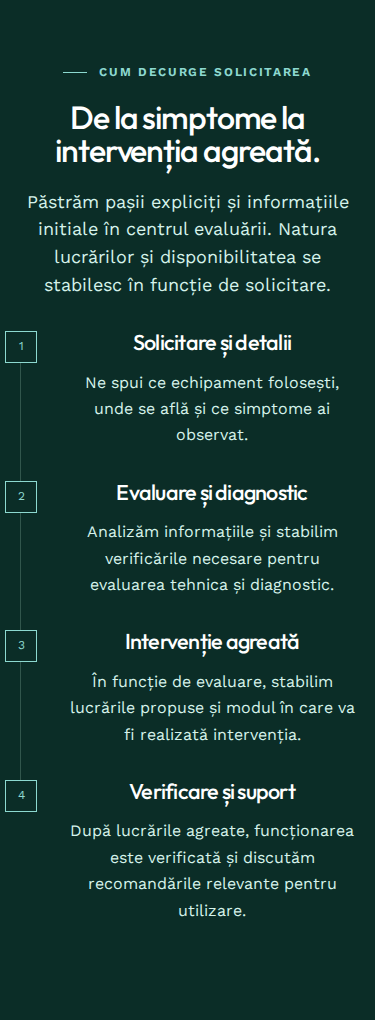 CUM DECURGE SOLICITAREA
De la simptome la
intervenția agreată.
Păstrăm pașii expliciți și informațiile
initiale în centrul evaluării. Natura
lucrărilor și disponibilitatea se
stabilesc în funcție de solicitare.
1
Solicitare și detalii
Ne spui ce echipament folosești,
unde se află și ce simptome ai
observat.
2
Evaluare și diagnostic
Analizăm informațiile și stabilim
verificările necesare pentru
evaluarea tehnica și diagnostic.
3
Intervenție agreată
În funcție de evaluare, stabilim
lucrările propuse și modul în care va
fi realizată intervenția.
4
Verificare și suport
După lucrările agreate, funcționarea
este verificată și discutăm
recomandările relevante pentru
utilizare.